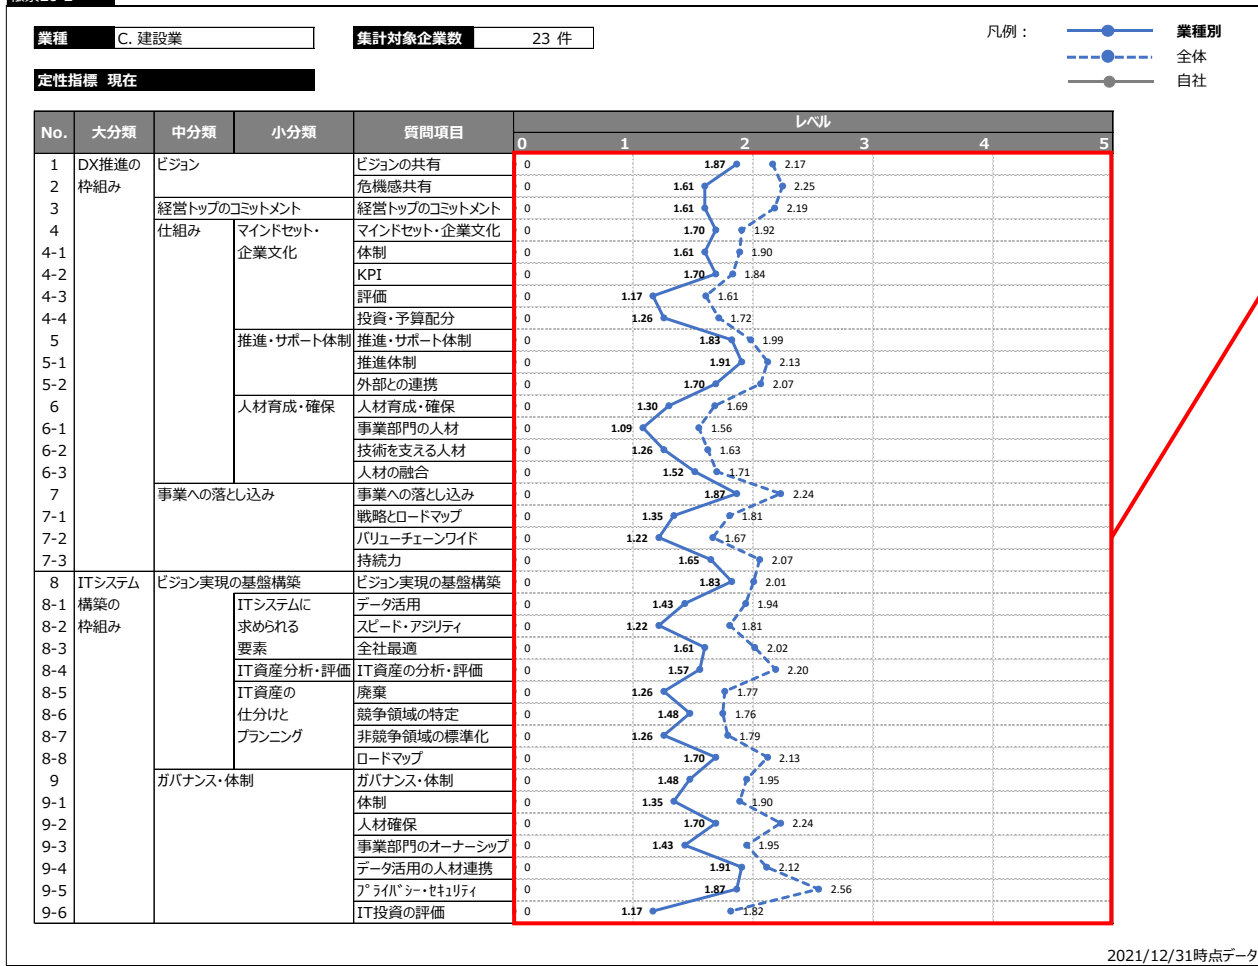 業種 C. 建設業 集計対象企業数 23 件
凡例： 業種別
全体
自社
定性指標 現在
No. 大分類 中分類 小分類 質問項目 レベル
0 1 2 3 4 5
1 DX推進の ビジョン ビジョンの共有 0 1.87 2.17
2 枠組み 危機感共有 0 1.61 2.25
3 経営トップのコミットメント 経営トップのコミットメント 0 1.61 2.19
4 仕組み マインドセット・ マインドセット・企業文化 0 1.70 1.92
4-1 企業文化 体制 0 1.61 1.90
4-2 KPI 0 1.70 1.84
4-3 評価 0 1.17 1.61
4-4 投資・予算配分 0 1.26 1.72
5 推進・サポート体制 推進・サポート体制 0 1.83 1.99
5-1 推進体制 0 1.91 2.13
5-2 外部との連携 0 1.70 2.07
6 人材育成・確保 人材育成・確保 0 1.30 1.69
6-1 事業部門の人材 0 1.09 1.56
6-2 技術を支える人材 0 1.26 1.63
6-3 人材の融合 0 1.52 1.71
7 事業への落とし込み 事業への落とし込み 0 1.87 2.24
7-1 戦略とロードマップ 0 1.35 1.81
7-2 バリューチェーンワイド 0 1.22 1.67
7-3 持続力 0 1.65 2.07
8 ITシステム ビジョン実現の基盤構築 ビジョン実現の基盤構築 0 1.83 2.01
8-1 構築の ITシステムに データ活用 0 1.43 1.94
8-2 枠組み 求められる スピード・アジリティ 0 1.22 1.81
8-3 要素 全社最適 0 1.61 2.02
8-4 IT資産分析・評価 IT資産の分析・評価 0 1.57 2.20
8-5 IT資産の 廃棄 0 1.26 1.77
8-6 仕分けと 競争領域の特定 0 1.48 1.76
8-7 プランニング 非競争領域の標準化 0 1.26 1.79
8-8 ロードマップ 0 1.70 2.13
9 ガバナンス・体制 ガバナンス・体制 0 1.48 1.95
9-1 体制 0 1.35 1.90
9-2 人材確保 0 1.70 2.24
9-3 事業部門のオーナーシップ 0 1.43 1.95
9-4 データ活用の人材連携 0 1.91 2.12
9-5 ﾌﾟﾗｲﾊﾞｼｰ・ｾｷｭﾘﾃｨ 0 1.87 2.56
9-6 IT投資の評価 0 1.17 1.82
2021/12/31時点データ